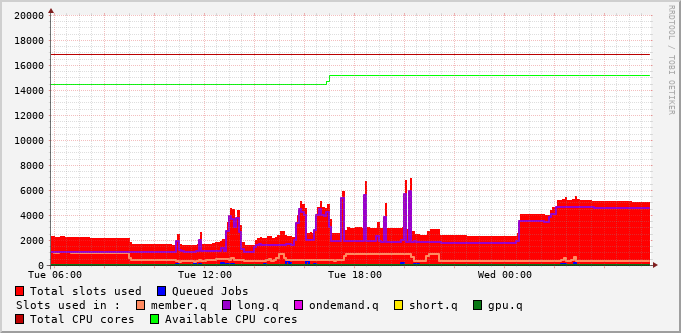 RRDTOOL / TOBI OETIKER
20000
18000
16000
14000
12000
10000
8000
6000
4000
2000
0
Tue 06:00 Tue 12:00 Tue 18:00 Wed 00:00
Total slots used Queued Jobs
Slots used in : member.q long.q ondemand.q short.q gpu.q
Total CPU cores Available CPU cores